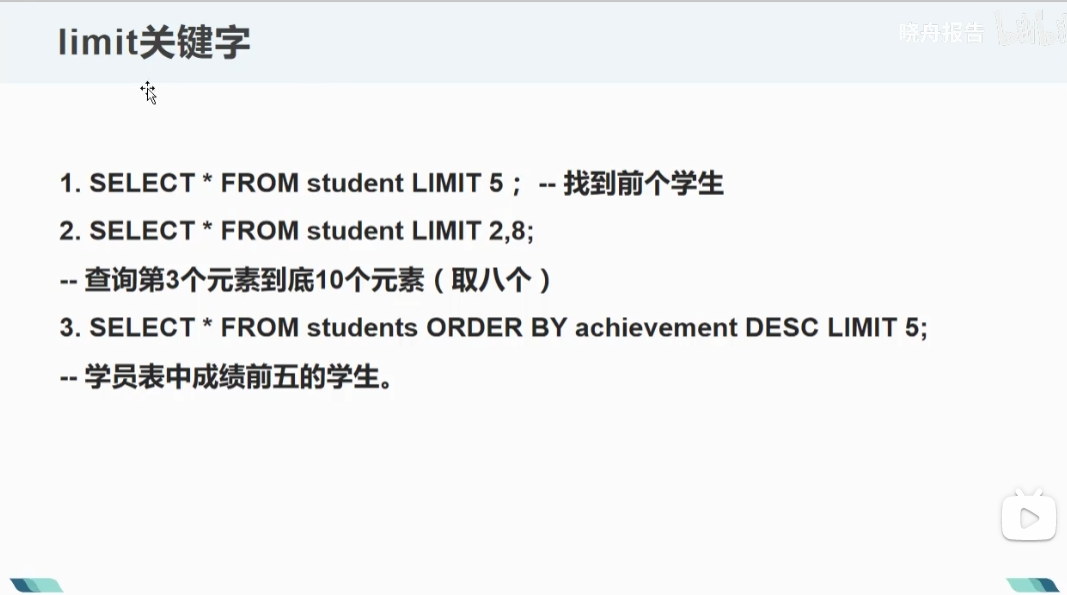 limit关键字
晓舟报告 bilibili
1. SELECT * FROM student LIMIT 5； -- 找到前个学生
2. SELECT * FROM student LIMIT 2,8;
-- 查询第3个元素到底10个元素（取八个）
3. SELECT * FROM students ORDER BY achievement DESC LIMIT 5;
-- 学员表中成绩前五的学生。